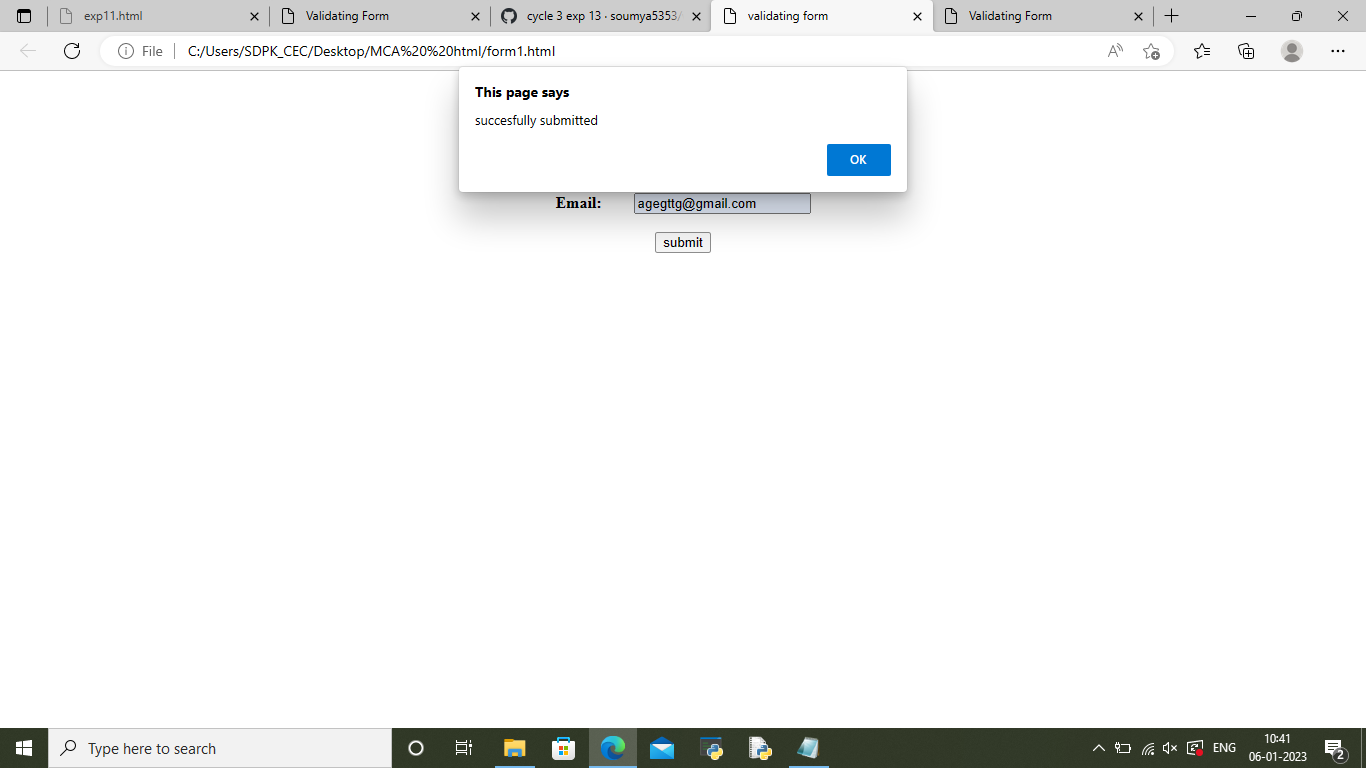 exp11.html
Validating Form
cycle 3 exp 13 · soumya5353/
validating form
Validating Form
File
C:/Users/SDPK_CEC/Desktop/MCA%20%20html/form1.html
This page says
succesfully submitted
OK
Email:
agegttg@gmail.com
submit
Type here to search
ENG
10:41
06-01-2023
2